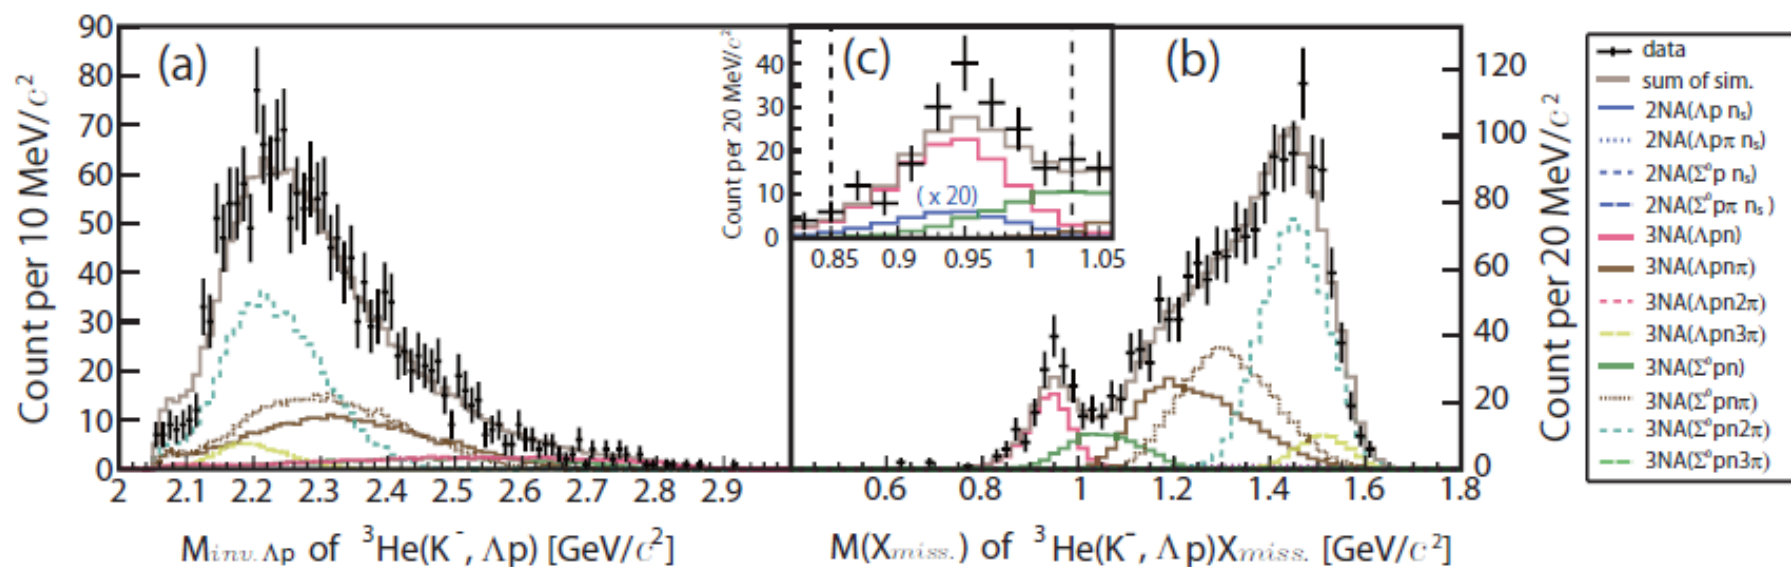 90
80
70
60
50
40
30
20
10
0
Count per 10 MeV/c²
(a)
2 2.1 2.2 2.3 2.4 2.5 2.6 2.7 2.8 2.9
M_inv. Λp of ³He(K⁻, Λp) [GeV/c²]
(c)
Count per 20 MeV/c²
40
30
20
10
0
(x 20)
0.85 0.9 0.95 1 1.05
(b)
120
100
80
60
40
20
0
Count per 20 MeV/c²
0.6 0.8 1 1.2 1.4 1.6 1.8
M(X_miss.) of ³He(K⁻, Λp)X_miss. [GeV/c²]
data
sum of sim.
2NA(Λp nₛ)
2NA(Λpπ nₛ)
2NA(Σ⁰p nₛ)
2NA(Σ⁰pπ nₛ)
3NA(Λpn)
3NA(Λpnπ)
3NA(Λpn2π)
3NA(Λpn3π)
3NA(Σ⁰pn)
3NA(Σ⁰pnπ)
3NA(Σ⁰pn2π)
3NA(Σ⁰pn3π)